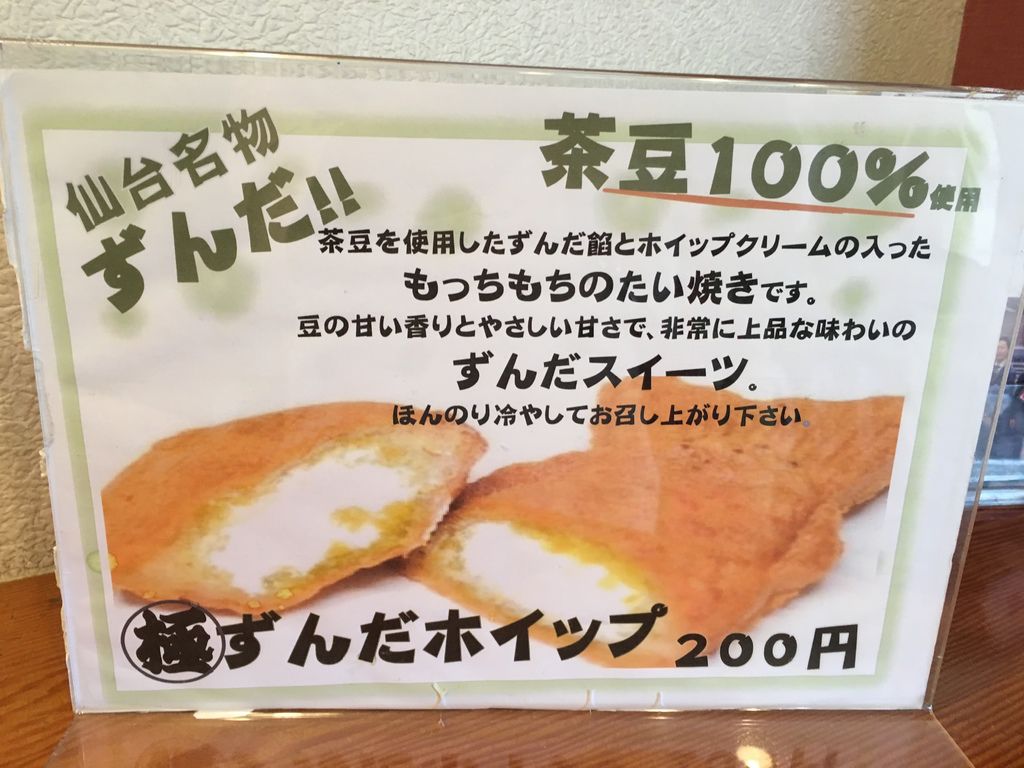 仙台名物
ずんだ!!
茶豆100%使用
茶豆を使用したずんだ餡とホイップクリームの入った
もっちもちのたい焼きです。
豆の甘い香りとやさしい甘さで、非常に上品な味わいの
ずんだスイーツ。
ほんのり冷やしてお召し上がり下さい。
極ずんだホイップ 200円